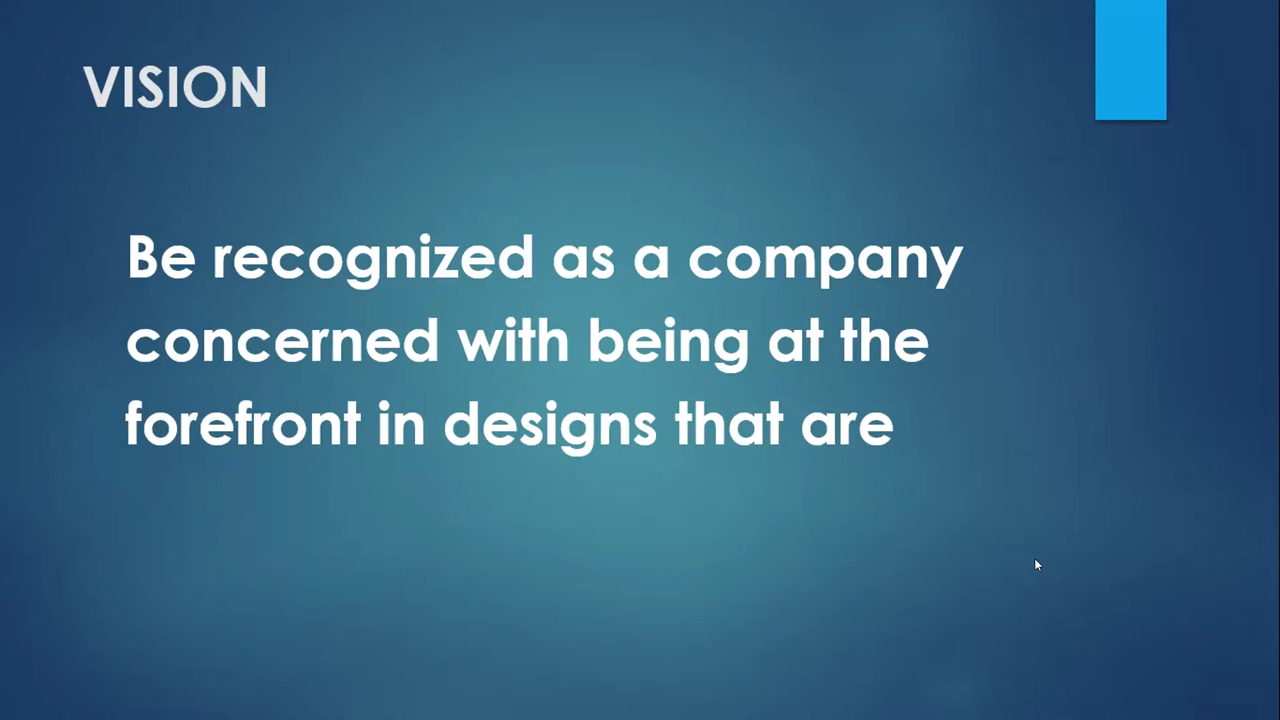 VISION
Be recognized as a company
concerned with being at the
forefront in designs that are